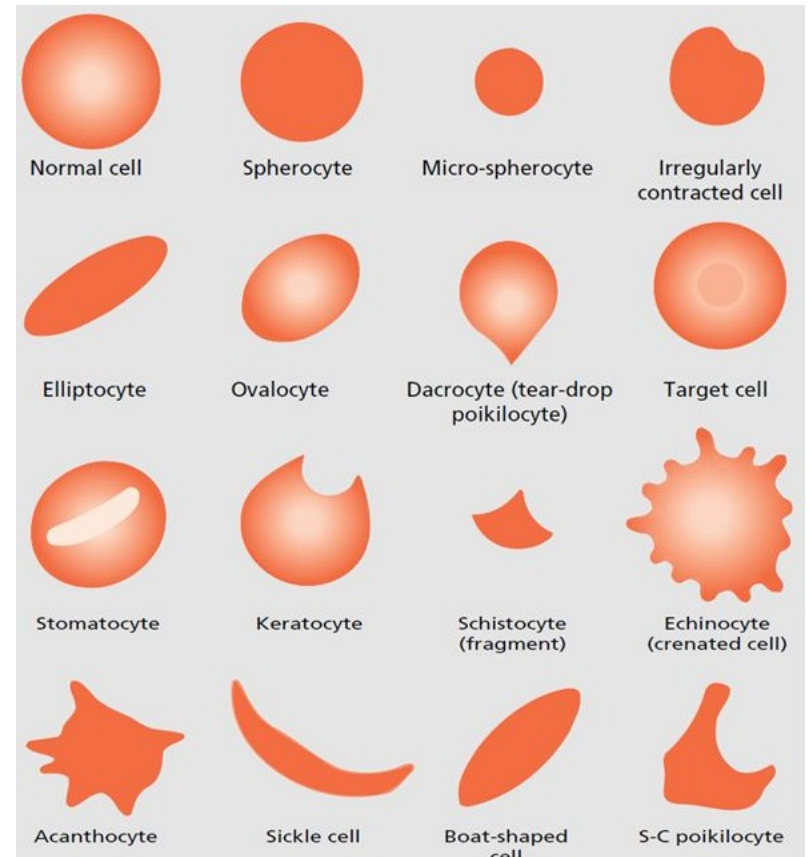 Normal cell
Spherocyte
Micro-spherocyte
Irregularly
contracted cell
Elliptocyte
Ovalocyte
Dacrocyte (tear-drop
poikilocyte)
Target cell
Stomatocyte
Keratocyte
Schistocyte
(fragment)
Echinocyte
(crenated cell)
Acanthocyte
Sickle cell
Boat-shaped
cell
S-C poikilocyte